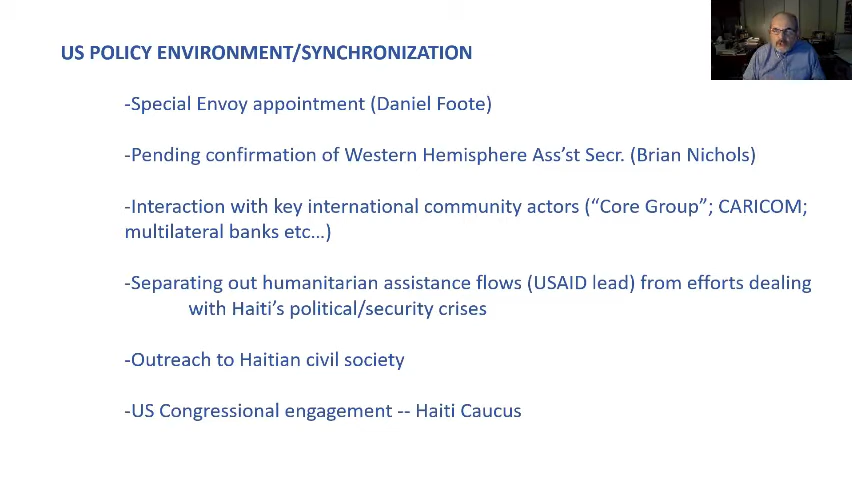 US POLICY ENVIRONMENT/SYNCHRONIZATION
-Special Envoy appointment (Daniel Foote)
-Pending confirmation of Western Hemisphere Ass’st Secr. (Brian Nichols)
-Interaction with key international community actors (“Core Group”; CARICOM;
multilateral banks etc…)
-Separating out humanitarian assistance flows (USAID lead) from efforts dealing
with Haiti’s political/security crises
-Outreach to Haitian civil society
-US Congressional engagement -- Haiti Caucus